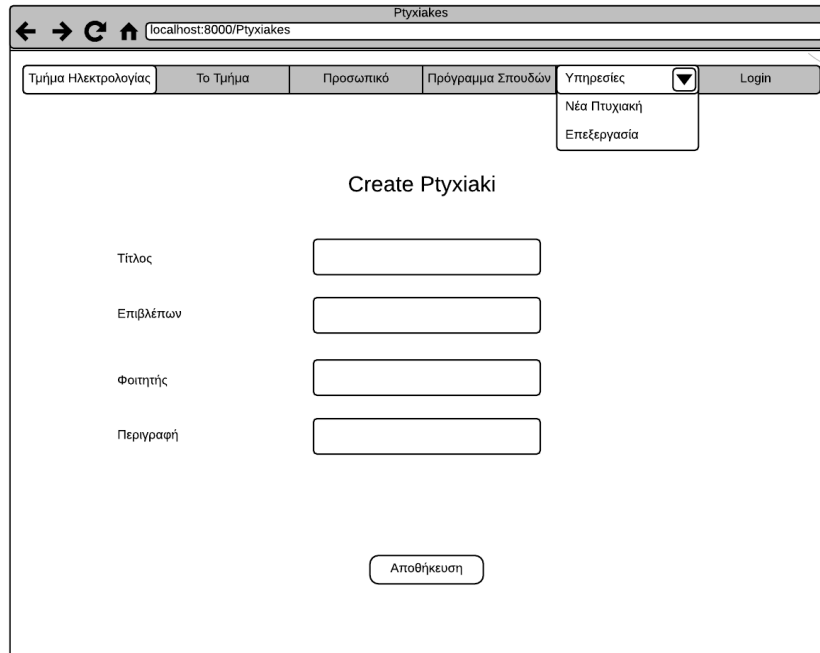 Ptyxiakes
localhost:8000/Ptyxiakes
Τμήμα Ηλεκτρολογίας Το Τμήμα Προσωπικό Πρόγραμμα Σπουδών Υπηρεσίες Login
Νέα Πτυχιακή
Επεξεργασία
Create Ptyxiaki
Τίτλος
Επιβλέπων
Φοιτητής
Περιγραφή
Αποθήκευση